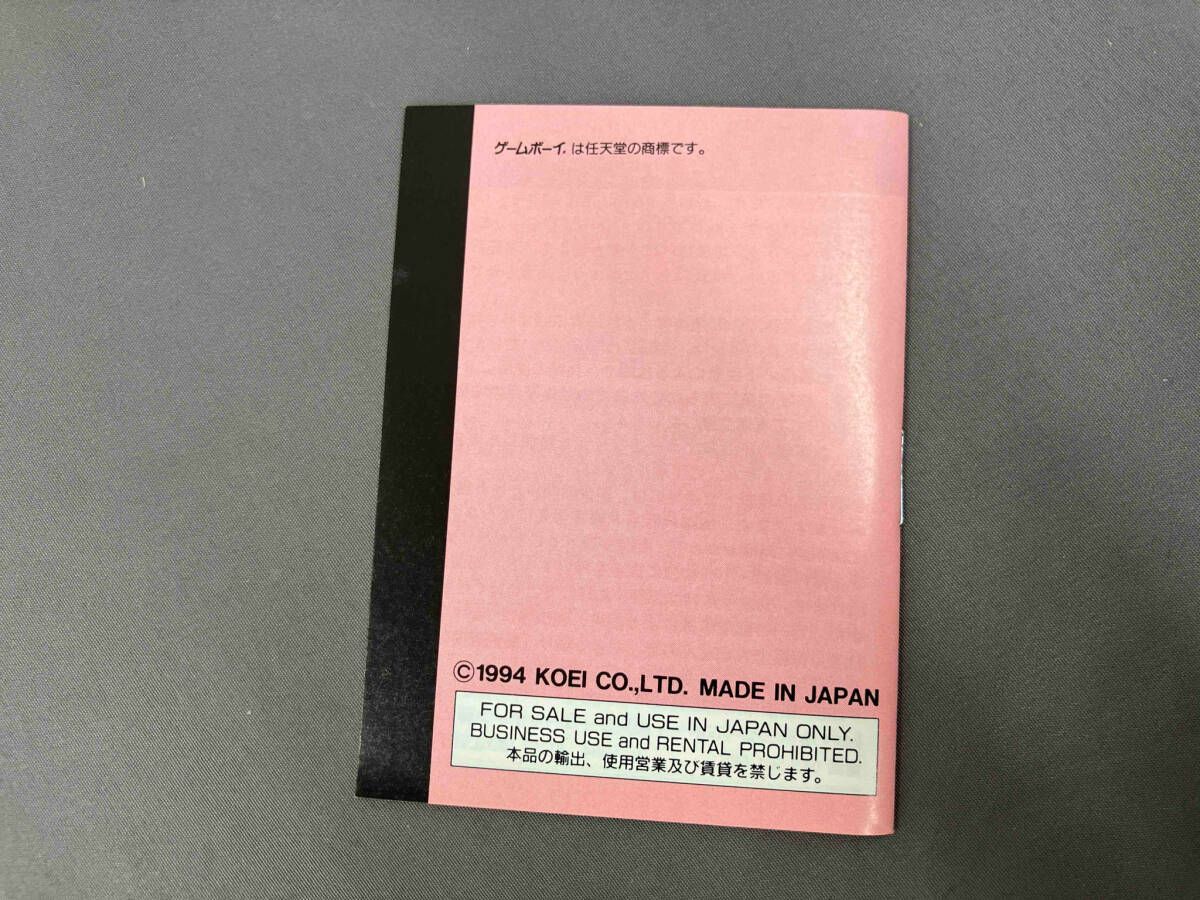 ゲームボーイ は任天堂の商標です。
©1994 KOEI CO.,LTD. MADE IN JAPAN
FOR SALE and USE IN JAPAN ONLY.
BUSINESS USE and RENTAL PROHIBITED.
本品の輸出、使用営業及び賃貸を禁じます。